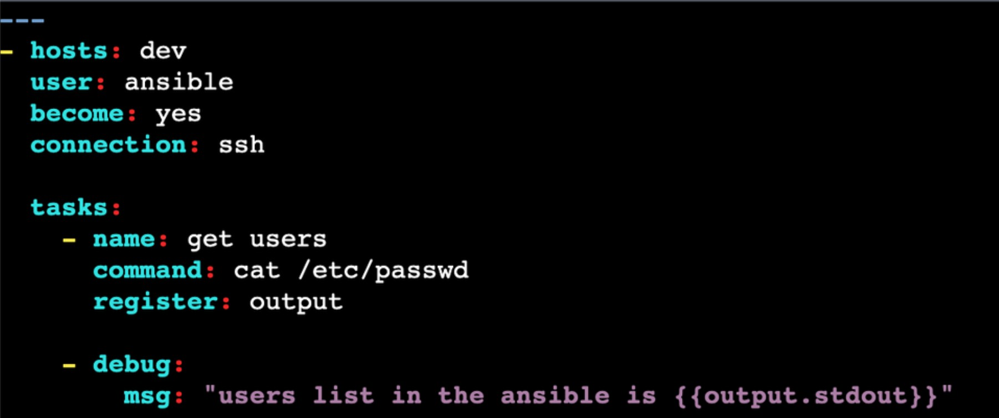 ---
- hosts: dev
  user: ansible
  become: yes
  connection: ssh

  tasks:
    - name: get users
      command: cat /etc/passwd
      register: output

    - debug:
        msg: "users list in the ansible is {{output.stdout}}"